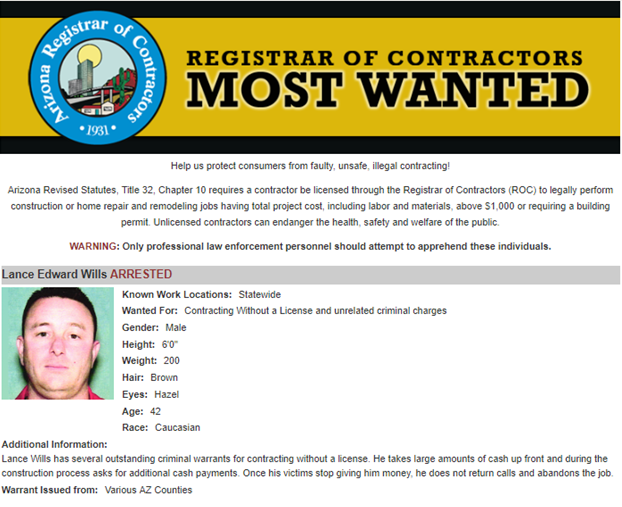 Arizona Registrar of Contractors
• 1931 •
REGISTRAR OF CONTRACTORS
MOST WANTED
Help us protect consumers from faulty, unsafe, illegal contracting!
Arizona Revised Statutes, Title 32, Chapter 10 requires a contractor be licensed through the Registrar of Contractors (ROC) to legally perform
construction or home repair and remodeling jobs having total project cost, including labor and materials, above $1,000 or requiring a building
permit. Unlicensed contractors can endanger the health, safety and welfare of the public.
WARNING: Only professional law enforcement personnel should attempt to apprehend these individuals.
Lance Edward Wills ARRESTED
Known Work Locations: Statewide
Wanted For: Contracting Without a License and unrelated criminal charges
Gender: Male
Height: 6'0"
Weight: 200
Hair: Brown
Eyes: Hazel
Age: 42
Race: Caucasian
Additional Information:
Lance Wills has several outstanding criminal warrants for contracting without a license. He takes large amounts of cash up front and during the
construction process asks for additional cash payments. Once his victims stop giving him money, he does not return calls and abandons the job.
Warrant Issued from: Various AZ Counties